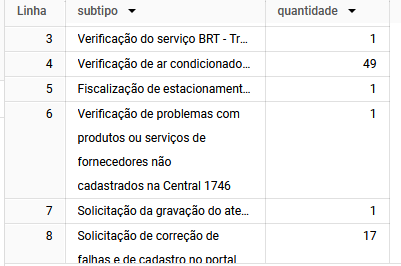 Linha subtipo quantidade
3 Verificação do serviço BRT - Tr... 1
4 Verificação de ar condicionado... 49
5 Fiscalização de estacionament... 1
6 Verificação de problemas com 1
produtos ou serviços de
fornecedores não
cadastrados na Central 1746
7 Solicitação da gravação do ate... 1
8 Solicitação de correção de 17
falhas e de cadastro no portal